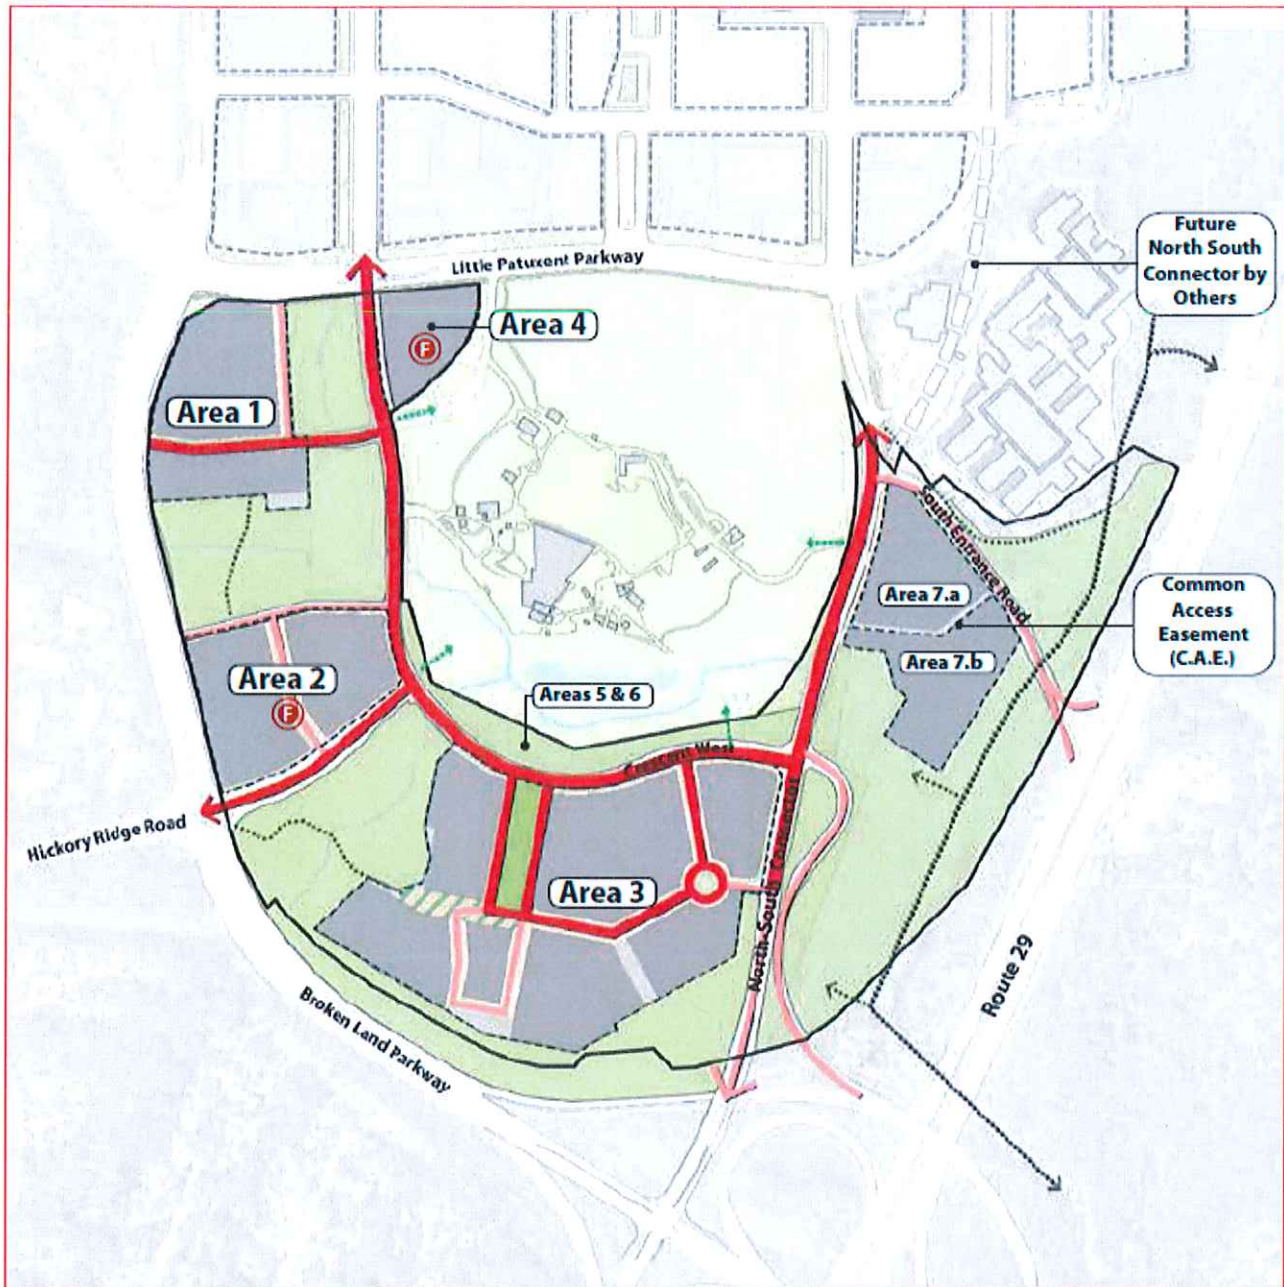 Little Patuxent Parkway
Future
North South
Connector by
Others
Area 4
F
Area 1
South Entrance Road
Common
Access
Easement
(C.A.E.)
Area 7.a
Area 7.b
Area 2
F
Areas 5 & 6
Crescent West
Hickory Ridge Road
North-South Connector
Area 3
Route 29
Broken Land Parkway